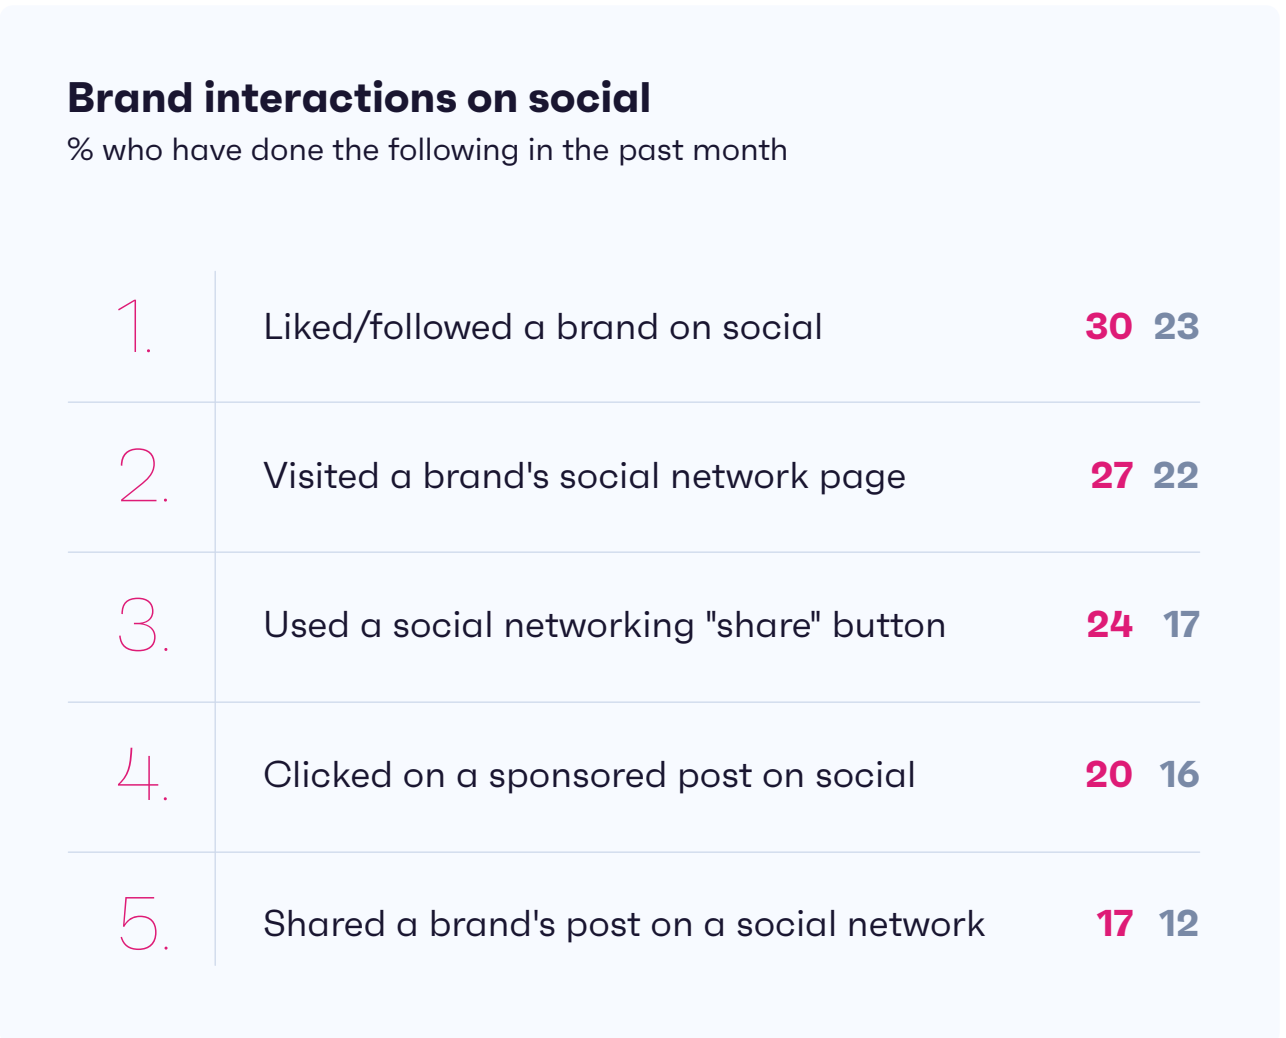 Brand interactions on social
% who have done the following in the past month
1. Liked/followed a brand on social 30 23
2. Visited a brand's social network page 27 22
3. Used a social networking "share" button 24 17
4. Clicked on a sponsored post on social 20 16
5. Shared a brand's post on a social network 17 12